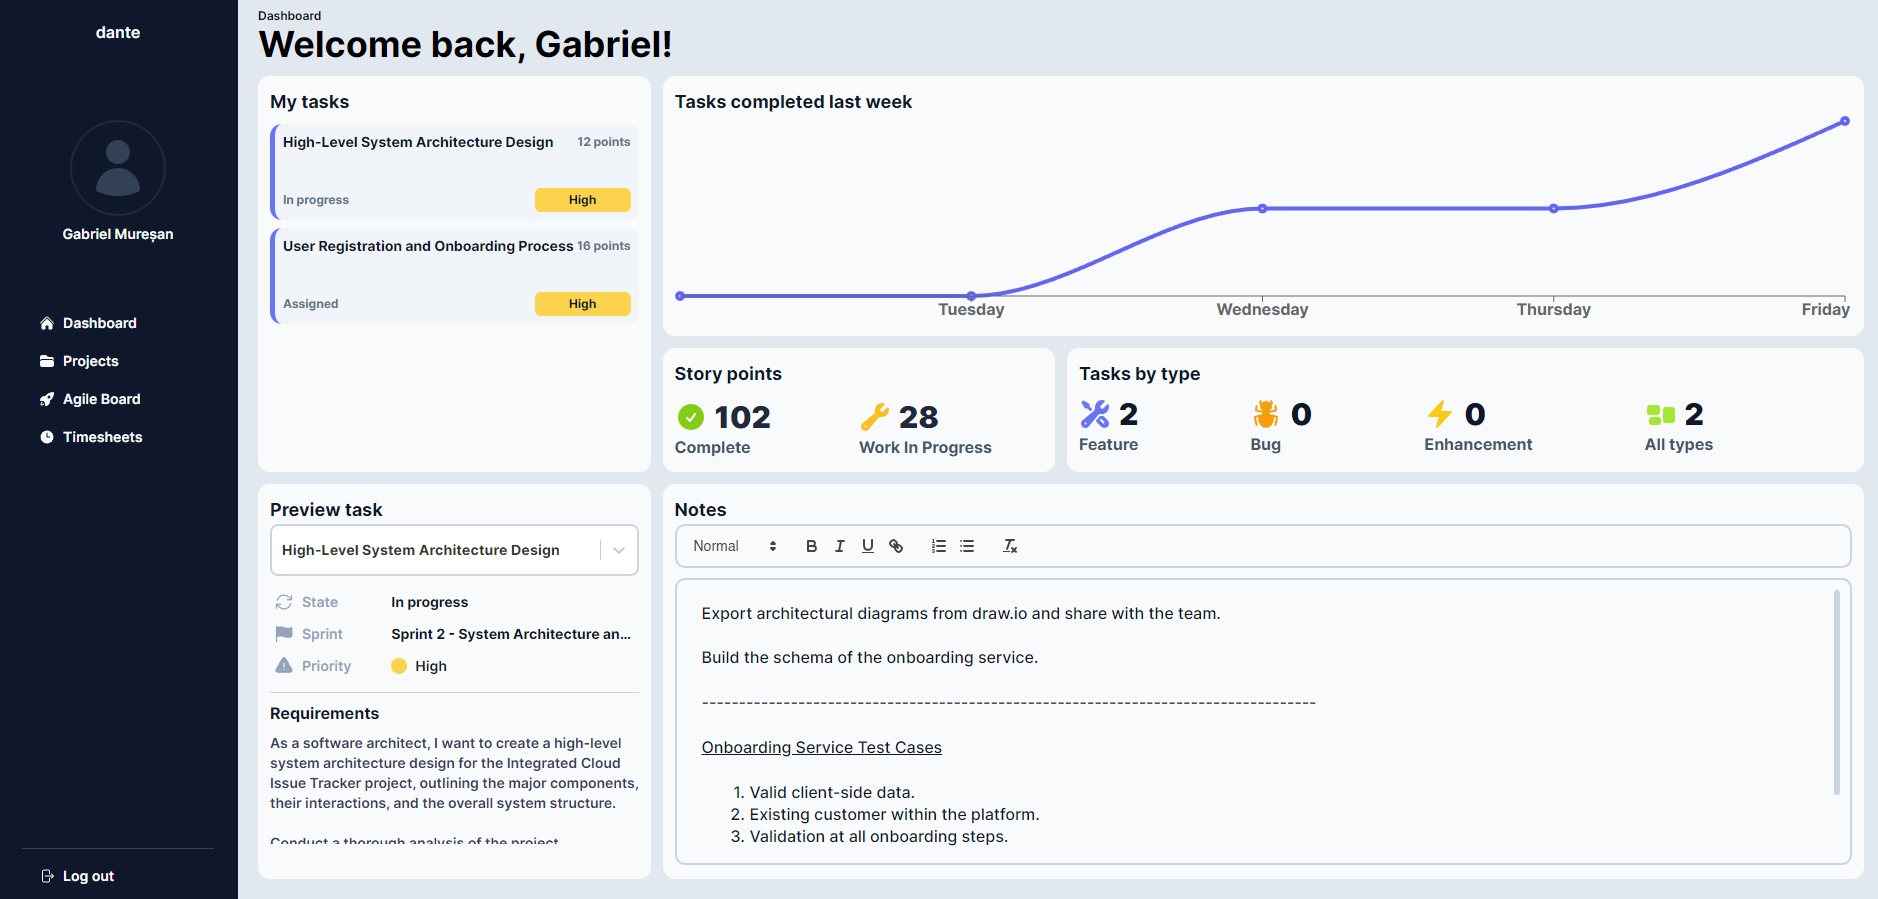 dante
Gabriel Mureșan
Dashboard
Projects
Agile Board
Timesheets
Log out
Dashboard
Welcome back, Gabriel!
My tasks
High-Level System Architecture Design 12 points
In progress High
User Registration and Onboarding Process 16 points
Assigned High
Tasks completed last week
Tuesday Wednesday Thursday Friday
Story points
102 28
Complete Work In Progress
Tasks by type
2 0 0 2
Feature Bug Enhancement All types
Preview task
High-Level System Architecture Design
State In progress
Sprint Sprint 2 - System Architecture an...
Priority High
Requirements
As a software architect, I want to create a high-level
system architecture design for the Integrated Cloud
Issue Tracker project, outlining the major components,
their interactions, and the overall system structure.
Conduct a thorough analysis of the project
Notes
Normal B I U
Export architectural diagrams from draw.io and share with the team.
Build the schema of the onboarding service.
-----------------------------------------------------------------------------------
Onboarding Service Test Cases
1. Valid client-side data.
2. Existing customer within the platform.
3. Validation at all onboarding steps.